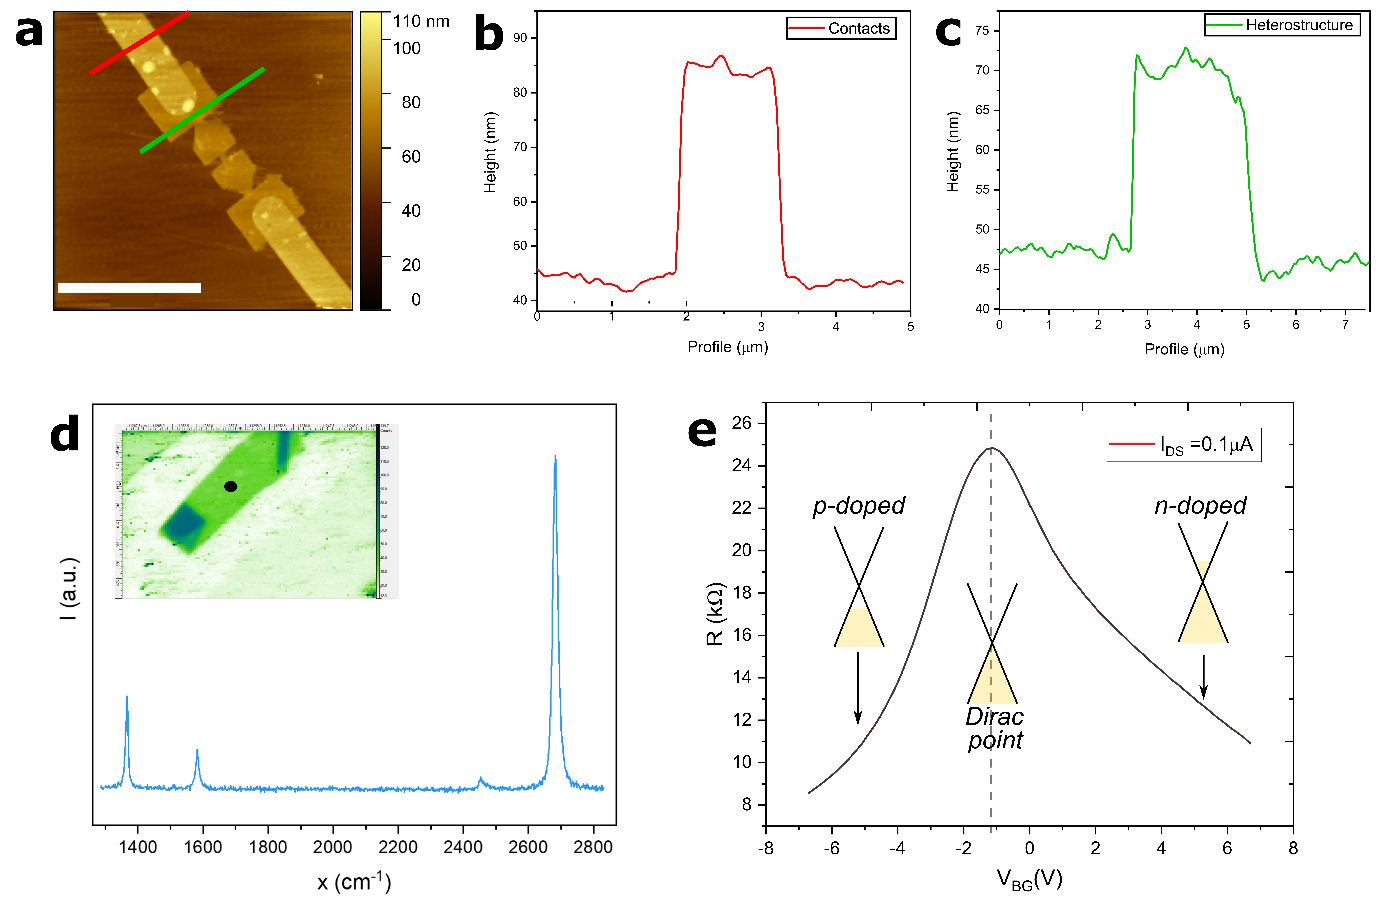 a
110 nm
100
80
60
40
20
0
b
Contacts
Height (nm)
90
80
70
60
50
40
0
1
2
3
4
5
Profile (μm)
c
Heterostructure
Height (nm)
75
70
65
60
55
50
45
40
0
1
2
3
4
5
6
7
Profile (μm)
d
I (a.u.)
1400
1600
1800
2000
2200
2400
2600
2800
x (cm⁻¹)
e
I_DS =0.1μA
R (kΩ)
26
24
22
20
18
16
14
12
10
8
p-doped
n-doped
Dirac
point
-8
-6
-4
-2
0
2
4
6
8
V_BG(V)